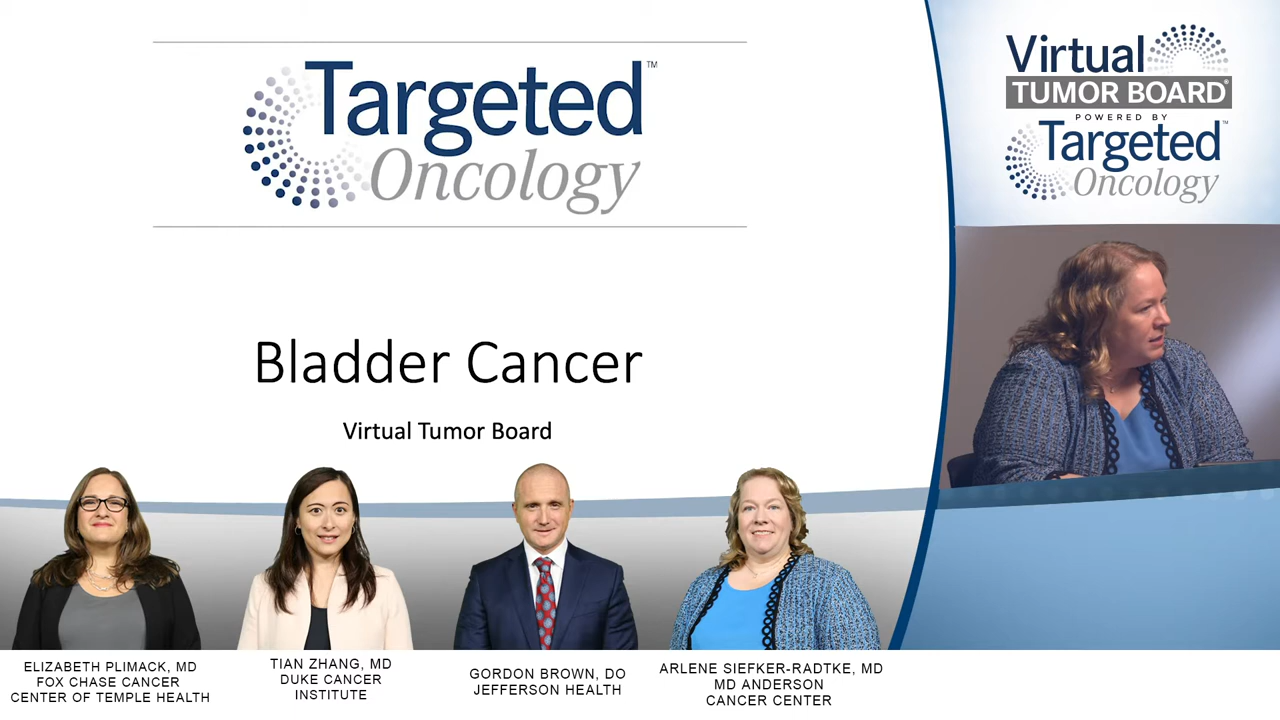 Targeted™
Oncology
Bladder Cancer
Virtual Tumor Board
ELIZABETH PLIMACK, MD
FOX CHASE CANCER
CENTER OF TEMPLE HEALTH
TIAN ZHANG, MD
DUKE CANCER
INSTITUTE
GORDON BROWN, DO
JEFFERSON HEALTH
ARLENE SIEFKER-RADTKE, MD
MD ANDERSON
CANCER CENTER
Virtual
TUMOR BOARD®
POWERED BY
Targeted™
Oncology